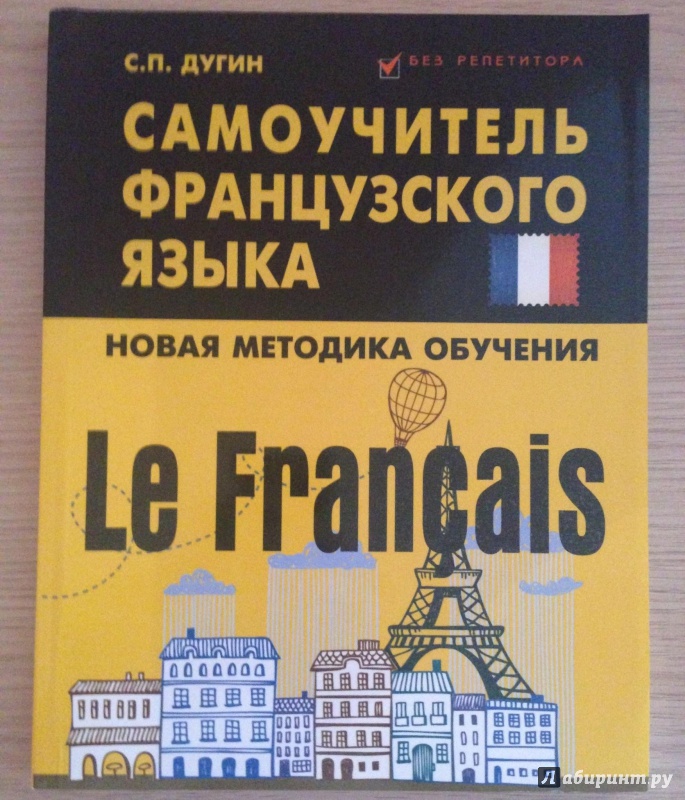 С.П. ДУГИН
БЕЗ РЕПЕТИТОРА
САМОУЧИТЕЛЬ
ФРАНЦУЗСКОГО
ЯЗЫКА
НОВАЯ МЕТОДИКА ОБУЧЕНИЯ
Le Français
Лабиринт.ру